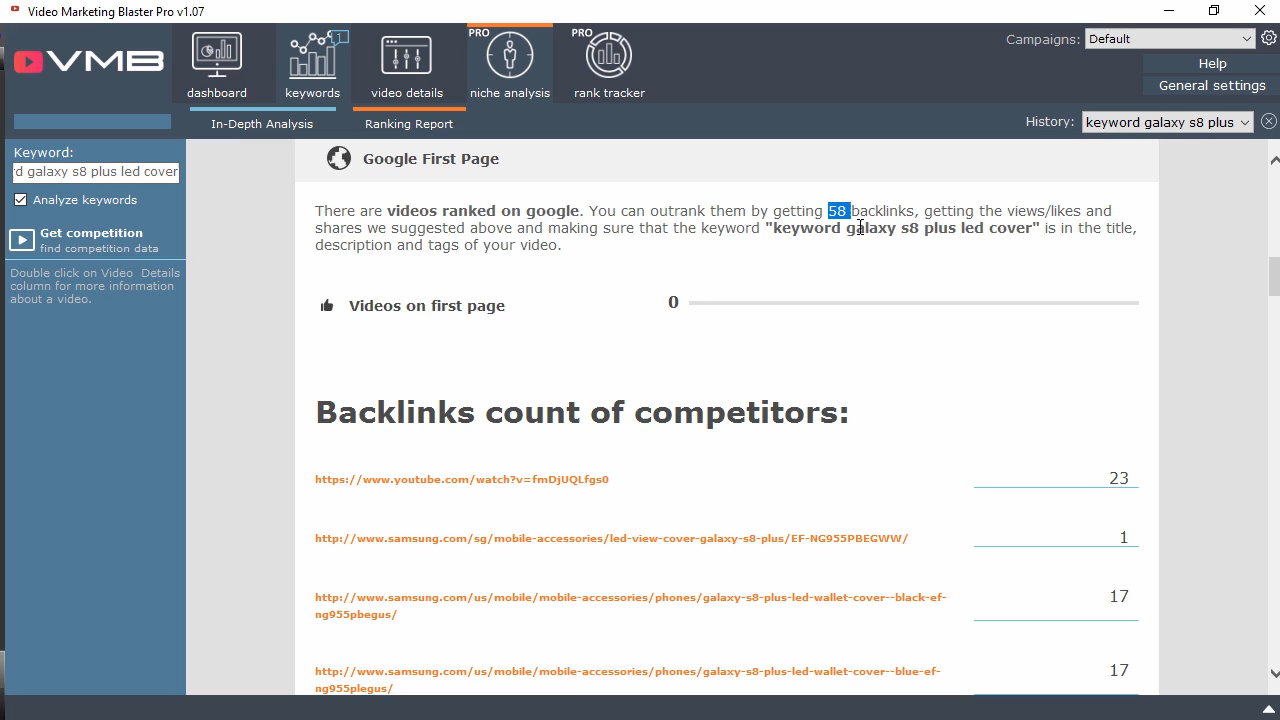 Video Marketing Blaster Pro v1.07
VMB
dashboard
1
keywords
video details
PRO
niche analysis
PRO
rank tracker
Campaigns: Default
Help
General settings
In-Depth Analysis
Ranking Report
History: keyword galaxy s8 plus
Keyword:
d galaxy s8 plus led cover
Analyze keywords
Get competition
find competition data
Double click on Video Details
column for more information
about a video.
Google First Page
There are videos ranked on google. You can outrank them by getting 58 backlinks, getting the views/likes and
shares we suggested above and making sure that the keyword "keyword galaxy s8 plus led cover" is in the title,
description and tags of your video.
Videos on first page 0
Backlinks count of competitors:
https://www.youtube.com/watch?v=fmDjUQLfgs0 23
http://www.samsung.com/sg/mobile-accessories/led-view-cover-galaxy-s8-plus/EF-NG955PBEGWW/ 1
http://www.samsung.com/us/mobile/mobile-accessories/phones/galaxy-s8-plus-led-wallet-cover--black-ef-
ng955pbegus/ 17
http://www.samsung.com/us/mobile/mobile-accessories/phones/galaxy-s8-plus-led-wallet-cover--blue-ef-
ng955plegus/ 17